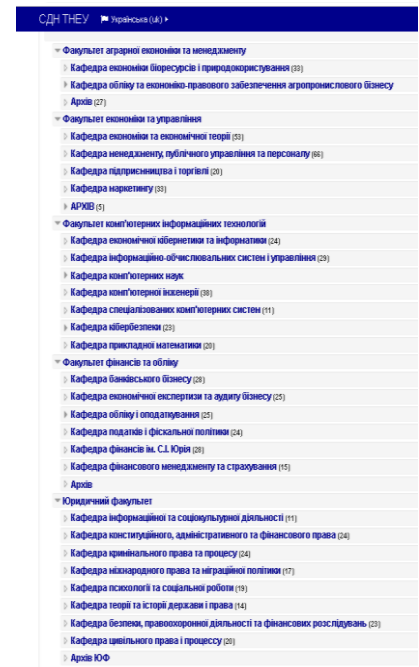 СДН ТНЕУ Українська (uk)
Факультет аграрної економіки та менеджменту
Кафедра економіки біоресурсів і природокористування (33)
Кафедра обліку та економіко-правового забезпечення агропромислового бізнесу
Архів (27)
Факультет економіки та управління
Кафедра економіки та економічної теорії (53)
Кафедра менеджменту, публічного управління та персоналу (66)
Кафедра підприємництва і торгівлі (20)
Кафедра маркетингу (33)
АРХІВ (5)
Факультет комп'ютерних інформаційних технологій
Кафедра економічної кібернетики та інформатики (24)
Кафедра інформаційно-обчислювальних систем і управління (29)
Кафедра комп'ютерних наук
Кафедра комп'ютерної інженерії (38)
Кафедра спеціалізованих комп'ютерних систем (11)
Кафедра кібербезпеки (23)
Кафедра прикладної математики (20)
Факультет фінансів та обліку
Кафедра банківського бізнесу (28)
Кафедра економічної експертизи та аудиту бізнесу (25)
Кафедра обліку і оподаткування (25)
Кафедра податків і фіскальної політики (24)
Кафедра фінансів ім. С.І. Юрія (28)
Кафедра фінансового менеджменту та страхування (15)
Архів
Юридичний факультет
Кафедра інформаційної та соціокультурної діяльності (11)
Кафедра конституційного, адміністративного та фінансового права (24)
Кафедра кримінального права та процесу (24)
Кафедра міжнародного права та міграційної політики (17)
Кафедра психології та соціальної роботи (19)
Кафедра теорії та історії держави і права (14)
Кафедра безпеки, правоохоронної діяльності та фінансових розслідувань (23)
Кафедра цивільного права і процессу (26)
Архів ЮФ